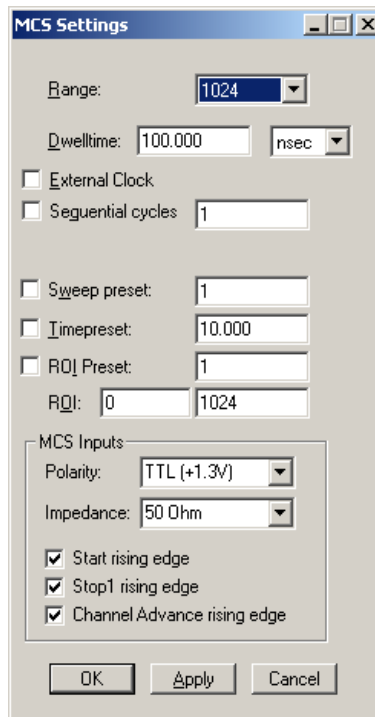 MCS Settings
Range: 1024
Dwelltime: 100.000 nsec
External Clock
Sequential cycles 1
Sweep preset: 1
Timepreset: 10.000
ROI Preset: 1
ROI: 0 1024
MCS Inputs
Polarity: TTL (+1.3V)
Impedance: 50 Ohm
Start rising edge
Stop1 rising edge
Channel Advance rising edge
OK Apply Cancel